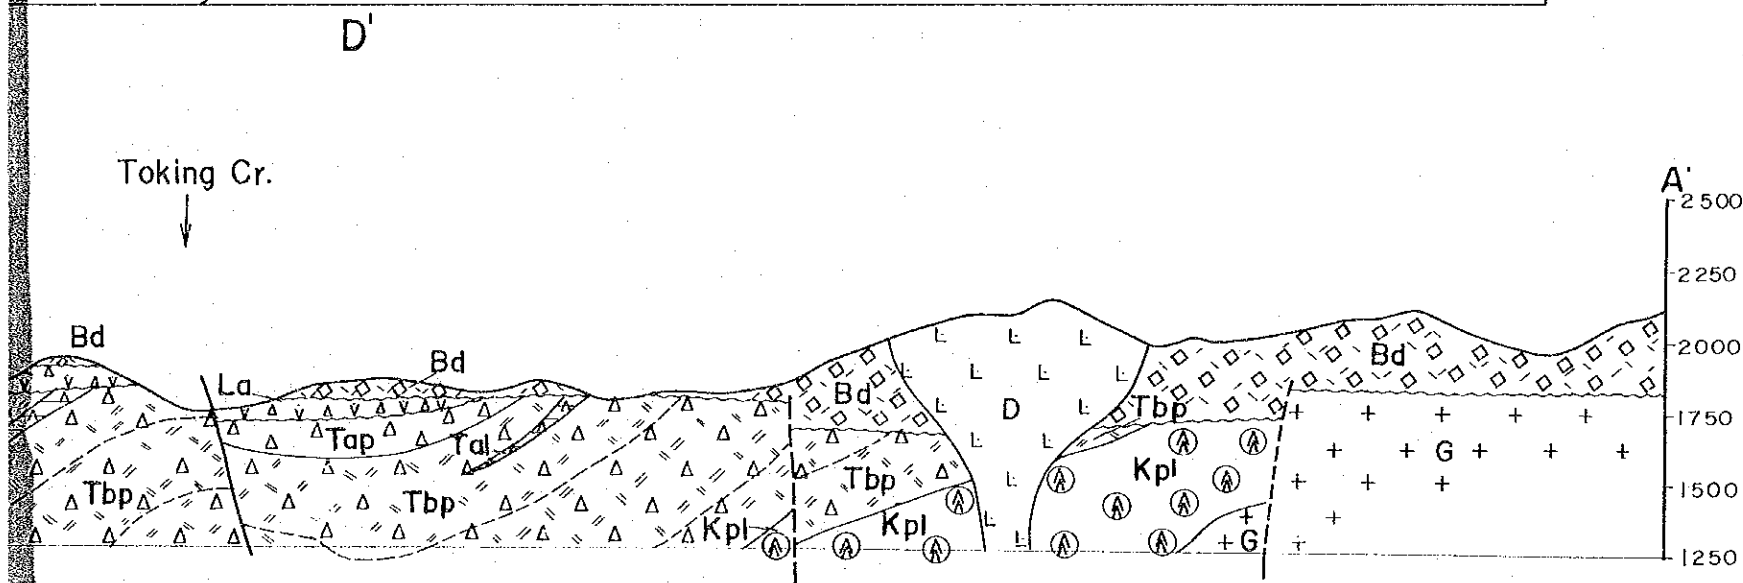 D'
Toking Cr.
A'
2500
2250
Bd
Bd
2000
La
Bd
Bd
D
Tbp
1750
Tap
Tal
G
Kpl
Tbp
Tbp
Tbp
1500
Kpl
Kpl
G
1250